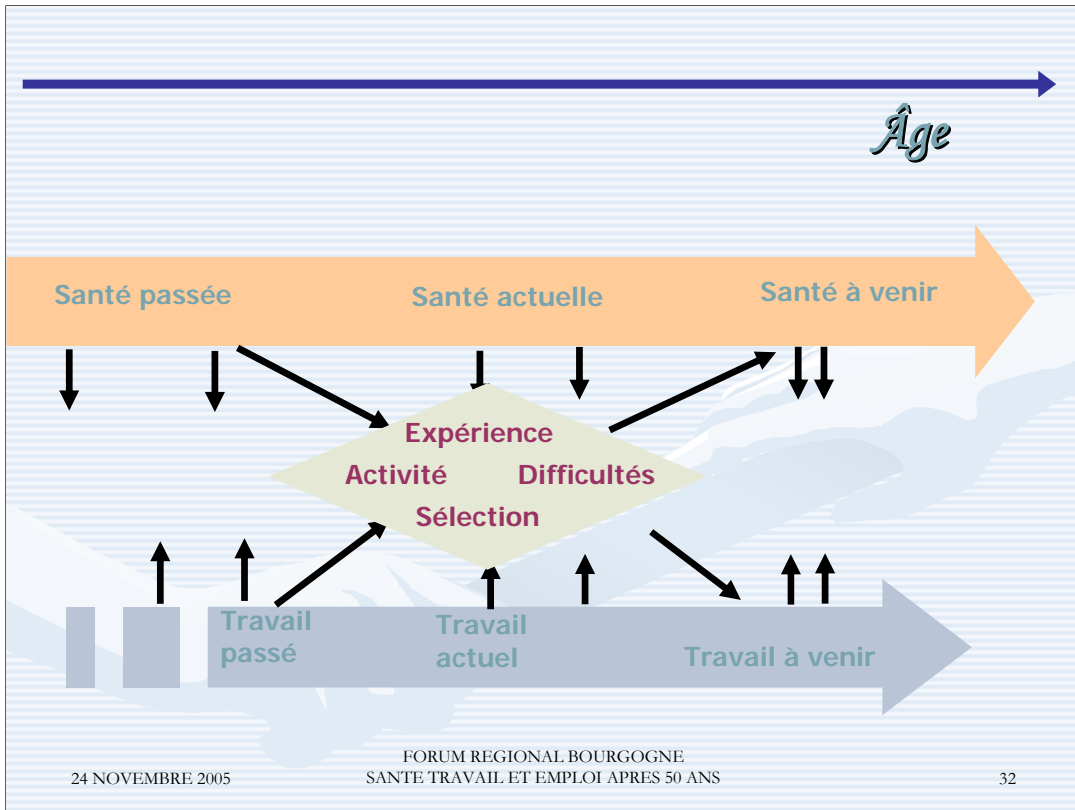 Âge
Santé passée
Santé actuelle
Santé à venir
Expérience
Activité Difficultés
Sélection
Travail
passé
Travail
actuel
Travail à venir
24 NOVEMBRE 2005
FORUM REGIONAL BOURGOGNE
SANTE TRAVAIL ET EMPLOI APRES 50 ANS
32